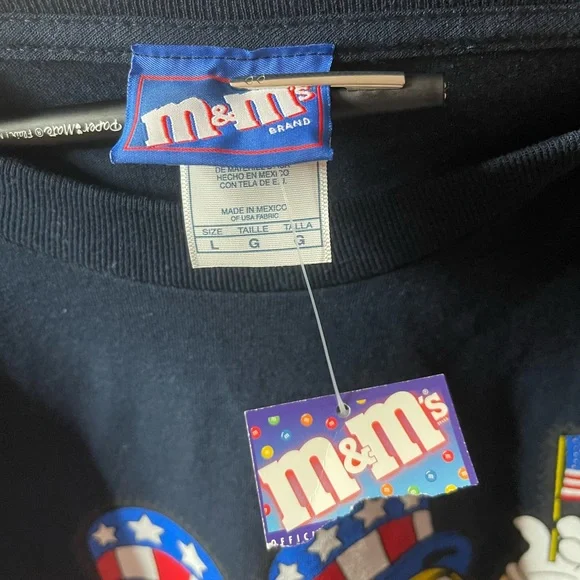 m&m's
BRAND
Paper Mate ® Flair
DE MATERIAL
HECHO EN MEXICO
CON TELA DE E.
MADE IN MEXICO
OF USA FABRIC
SIZE TAILLE TALLA
L G G
m&m's